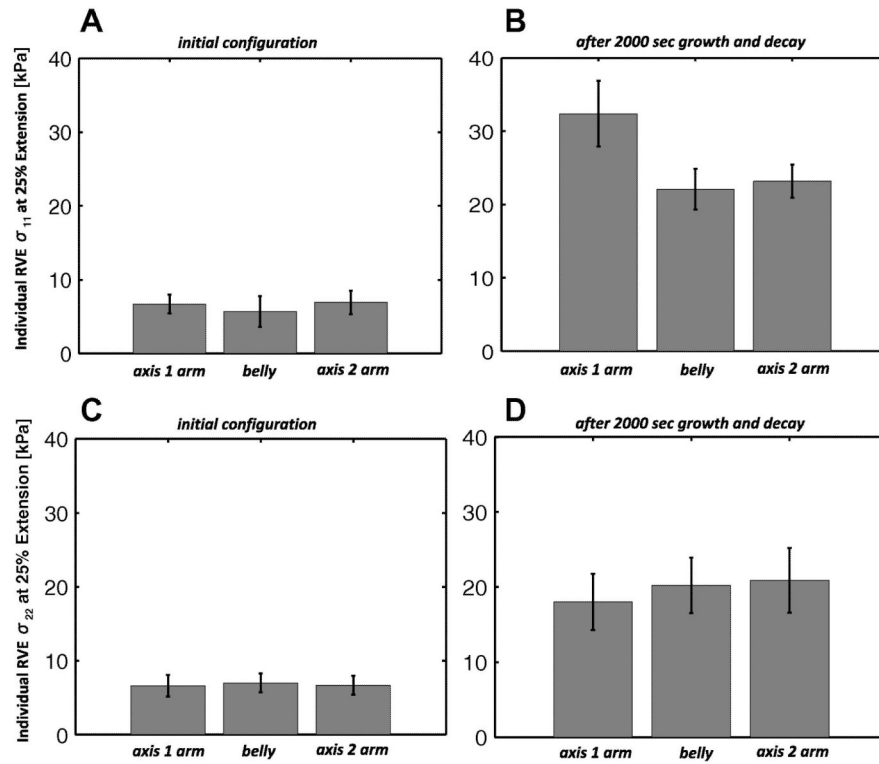 A
initial configuration
Individual RVE σ11 at 25% Extension [kPa]
40
30
20
10
0
axis 1 arm belly axis 2 arm
B
after 2000 sec growth and decay
40
30
20
10
0
axis 1 arm belly axis 2 arm
C
initial configuration
Individual RVE σ22 at 25% Extension [kPa]
40
30
20
10
0
axis 1 arm belly axis 2 arm
D
after 2000 sec growth and decay
40
30
20
10
0
axis 1 arm belly axis 2 arm